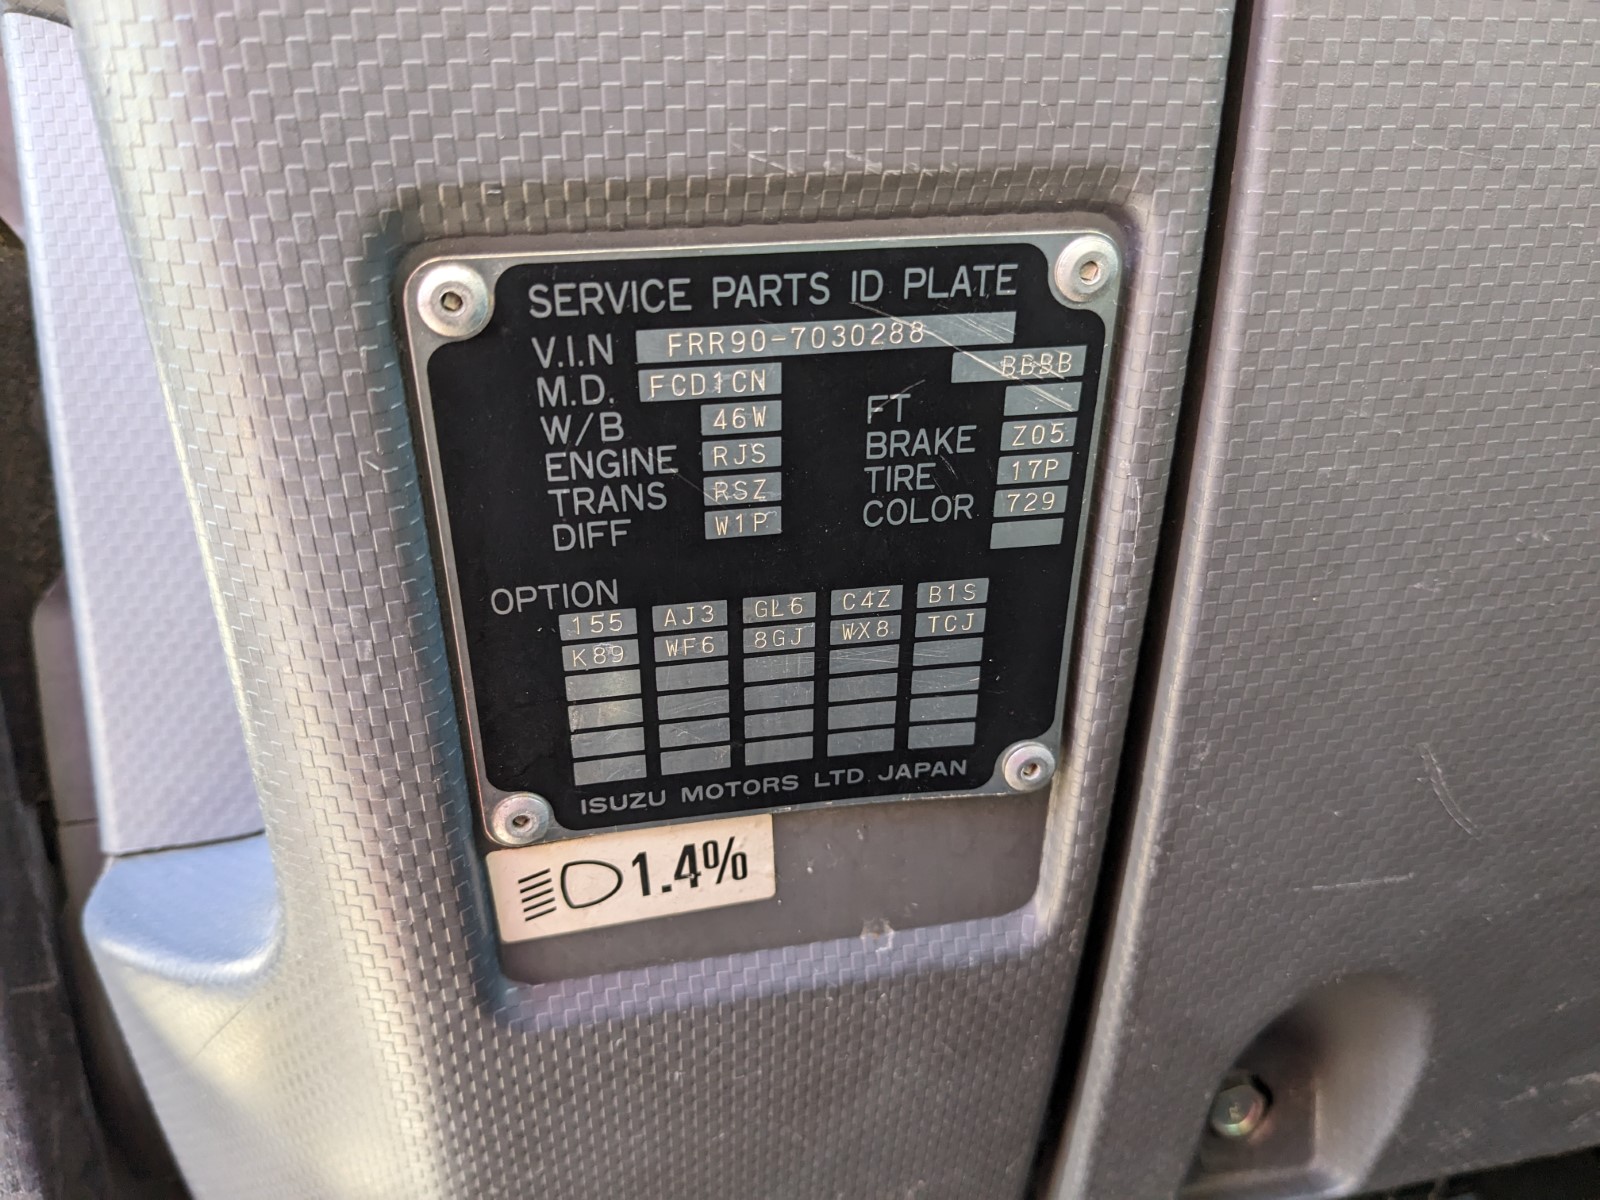 SERVICE PARTS ID PLATE
V.I.N FRR90-7030288
M.D. FCD1CN BBBB
W/B 46W FT
ENGINE RJS BRAKE Z05
TRANS RSZ TIRE 17P
DIFF W1P COLOR 729
OPTION
155 AJ3 GL6 C4Z B1S
K89 WF6 8GJ WX8 TCJ
ISUZU MOTORS LTD. JAPAN
1.4%